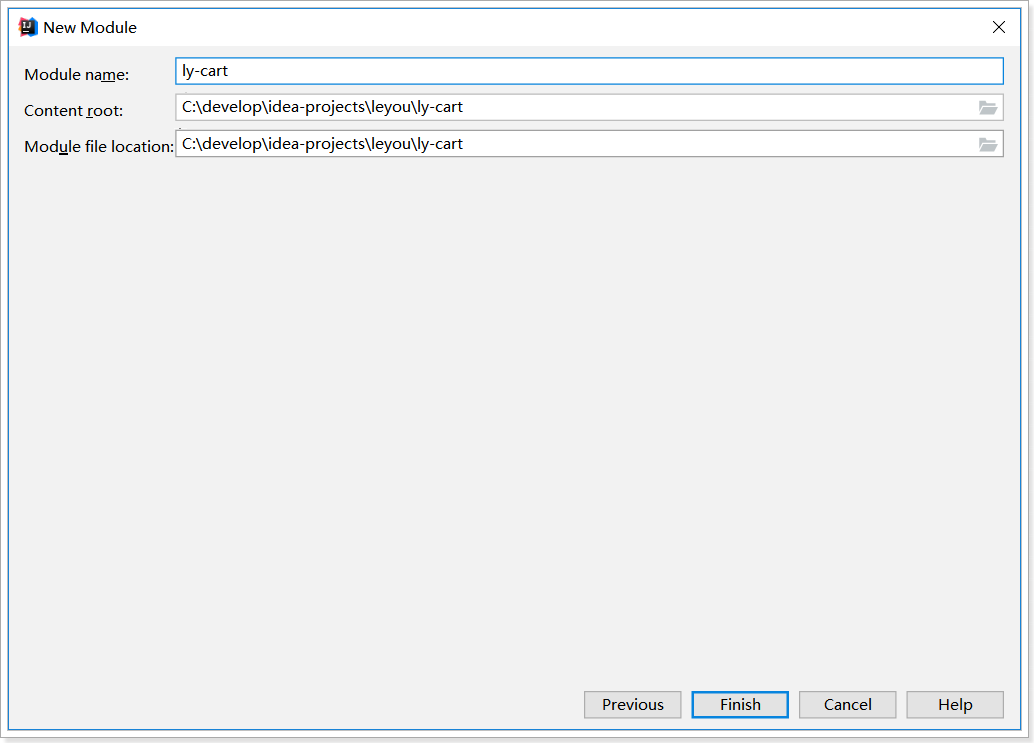 New Module
Module name: ly-cart
Content root: C:\develop\idea-projects\leyou\ly-cart
Module file location: C:\develop\idea-projects\leyou\ly-cart
Previous Finish Cancel Help